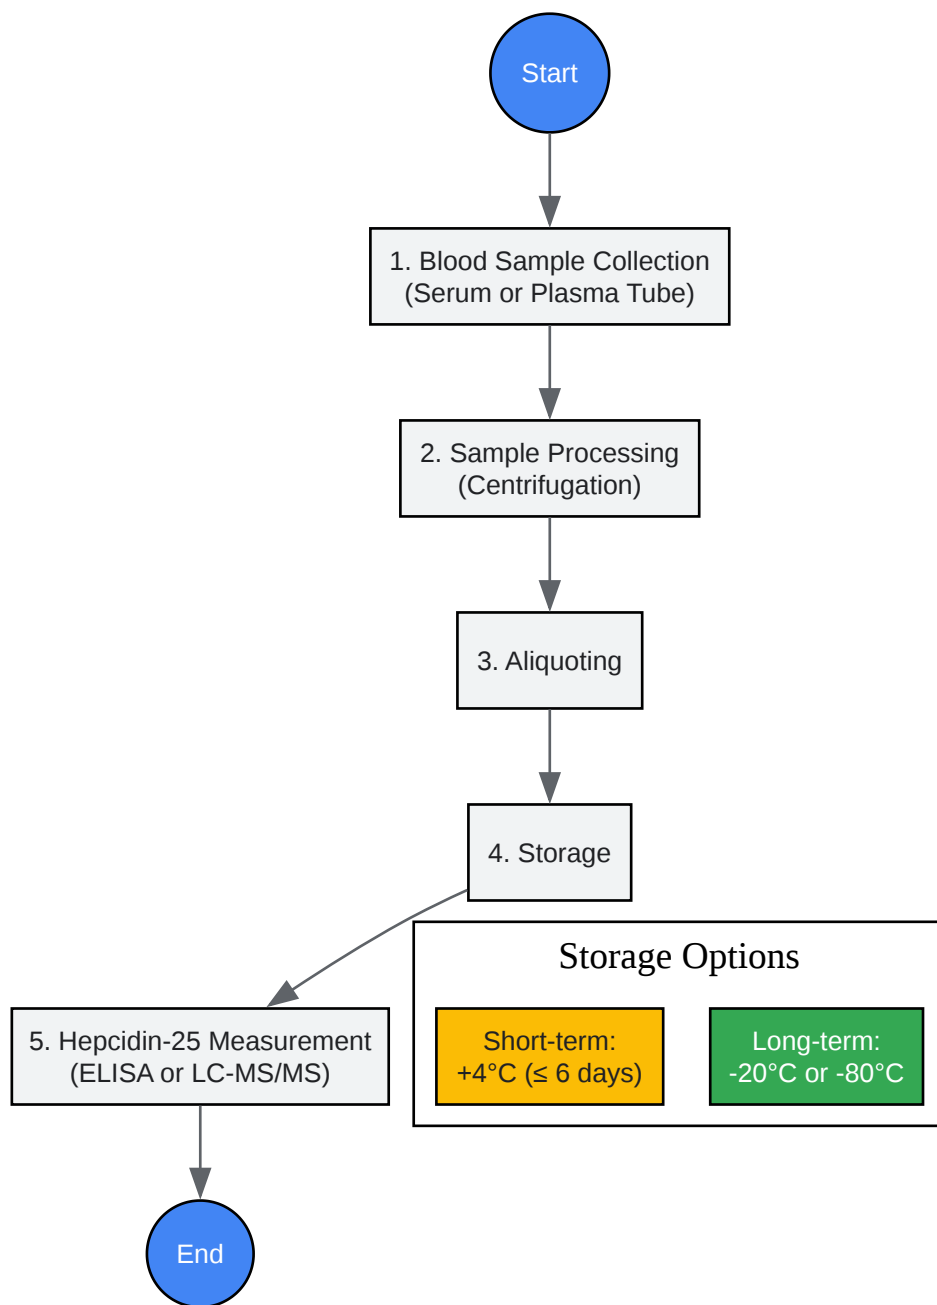 Start
1. Blood Sample Collection
(Serum or Plasma Tube)
2. Sample Processing
(Centrifugation)
3. Aliquoting
4. Storage
Storage Options
5. Hepcidin-25 Measurement
(ELISA or LC-MS/MS)
Short-term:
+4°C (≤ 6 days)
Long-term:
-20°C or -80°C
End